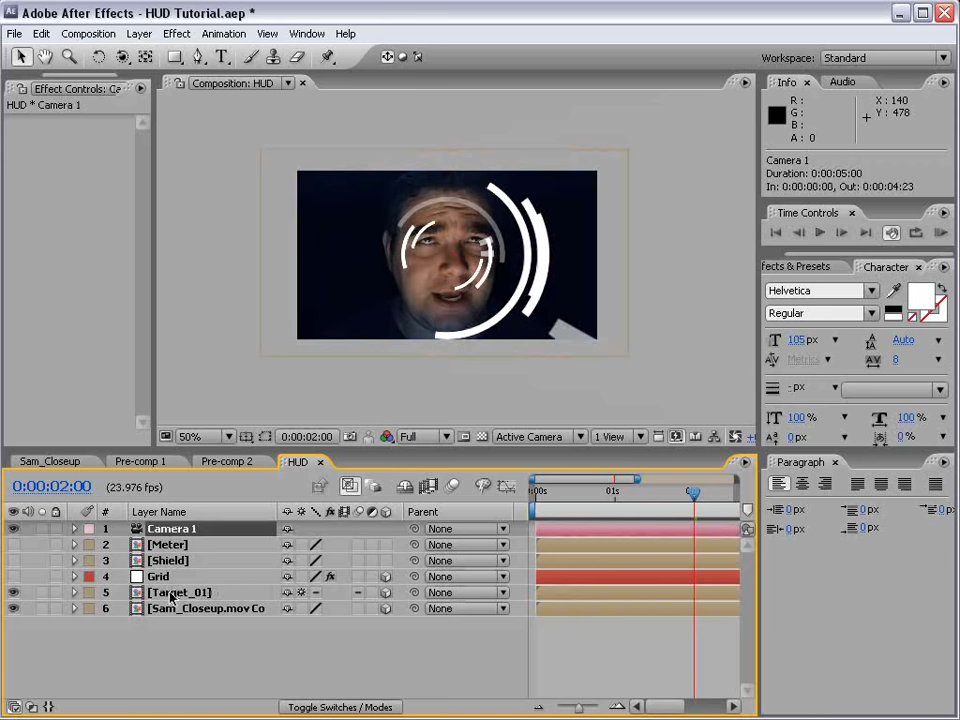 Adobe After Effects - HUD Tutorial.aep *
File Edit Composition Layer Effect Animation View Window Help
Workspace: Standard
Effect Controls: Ca
HUD * Camera 1
Composition: HUD
Info Audio
R: X: 140
G: Y: 478
B:
A: 0
Camera 1
Duration: 0:00:05:00
In: 0:00:00:00, Out: 0:00:04:23
Time Controls
ffects & Presets Character
Helvetica
Regular
105 px Auto
Metrics 8
- px
100 % 100 %
0 px 0 %
50% 0:00:02:00 Full Active Camera 1 View
Sam_Closeup Pre-comp 1 Pre-comp 2 HUD
Paragraph
0:00:02:00 (23.976 fps)
:00s 01s
# Layer Name Parent
1 Camera 1 None
2 [Meter] None
3 [Shield] None
4 Grid fx None
5 [Target_01] None
6 [Sam_Closeup.mov Co None
0 px 0 px 0 px
0 px 0 px
Toggle Switches / Modes